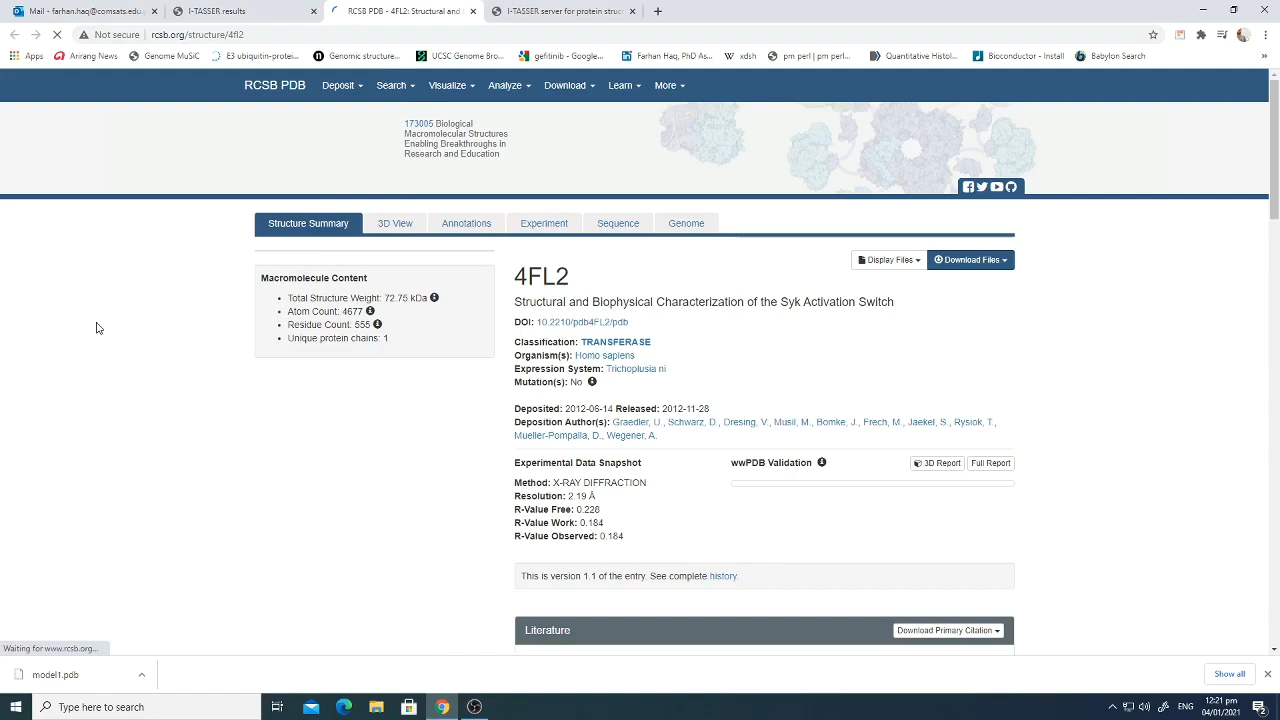 Mail - farhan.haq@comsats.edu
I-TASSER results
RCSB PDB - 4FL2: Structural and
I-TASSER server for protein struc
Not secure | rcsb.org/structure/4fl2
Apps
Arirang News
Genome MuSiC
E3 ubiquitin-protei...
Genomic structure...
UCSC Genome Bro...
gefitinib - Google...
Farhan Haq, PhD As...
xdsh
pm perl | pm perl...
Quantitative Histol...
Bioconductor - Install
Babylon Search
RCSB PDB
Deposit
Search
Visualize
Analyze
Download
Learn
More
173005 Biological
Macromolecular Structures
Enabling Breakthroughs in
Research and Education
Structure Summary
3D View
Annotations
Experiment
Sequence
Genome
Macromolecule Content
Total Structure Weight: 72.75 kDa
Atom Count: 4677
Residue Count: 555
Unique protein chains: 1
Display Files
Download Files
4FL2
Structural and Biophysical Characterization of the Syk Activation Switch
DOI: 10.2210/pdb4FL2/pdb
Classification: TRANSFERASE
Organism(s): Homo sapiens
Expression System: Trichoplusia ni
Mutation(s): No
Deposited: 2012-06-14 Released: 2012-11-28
Deposition Author(s): Graedler, U., Schwarz, D., Dresing, V., Musil, M., Bomke, J., Frech, M., Jaekel, S., Rysiok, T.,
Mueller-Pompalla, D., Wegener, A.
Experimental Data Snapshot
Method: X-RAY DIFFRACTION
Resolution: 2.19 Å
R-Value Free: 0.228
R-Value Work: 0.184
R-Value Observed: 0.184
wwPDB Validation
3D Report
Full Report
This is version 1.1 of the entry. See complete history.
Literature
Download Primary Citation
Waiting for www.rcsb.org...
model1.pdb
Show all
Type here to search
ENG
12:21 pm
04/01/2021
2